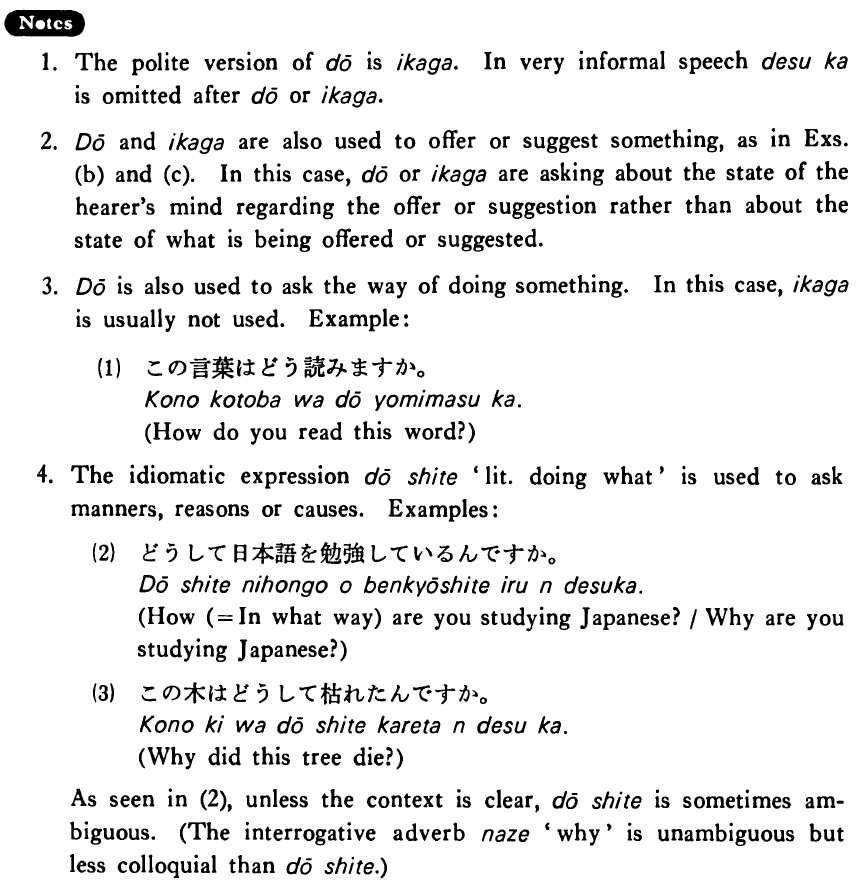 Notes
1. The polite version of dō is ikaga. In very informal speech desu ka
is omitted after dō or ikaga.
2. Dō and ikaga are also used to offer or suggest something, as in Exs.
(b) and (c). In this case, dō or ikaga are asking about the state of the
hearer's mind regarding the offer or suggestion rather than about the
state of what is being offered or suggested.
3. Dō is also used to ask the way of doing something. In this case, ikaga
is usually not used. Example:
(1) この言葉はどう読みますか。
Kono kotoba wa dō yomimasu ka.
(How do you read this word?)
4. The idiomatic expression dō shite ‘lit. doing what’ is used to ask
manners, reasons or causes. Examples:
(2) どうして日本語を勉強しているんですか。
Dō shite nihongo o benkyōshite iru n desuka.
(How (=In what way) are you studying Japanese? / Why are you
studying Japanese?)
(3) この木はどうして枯れたんですか。
Kono ki wa dō shite kareta n desu ka.
(Why did this tree die?)
As seen in (2), unless the context is clear, dō shite is sometimes am-
biguous. (The interrogative adverb naze ‘why’ is unambiguous but
less colloquial than dō shite.)